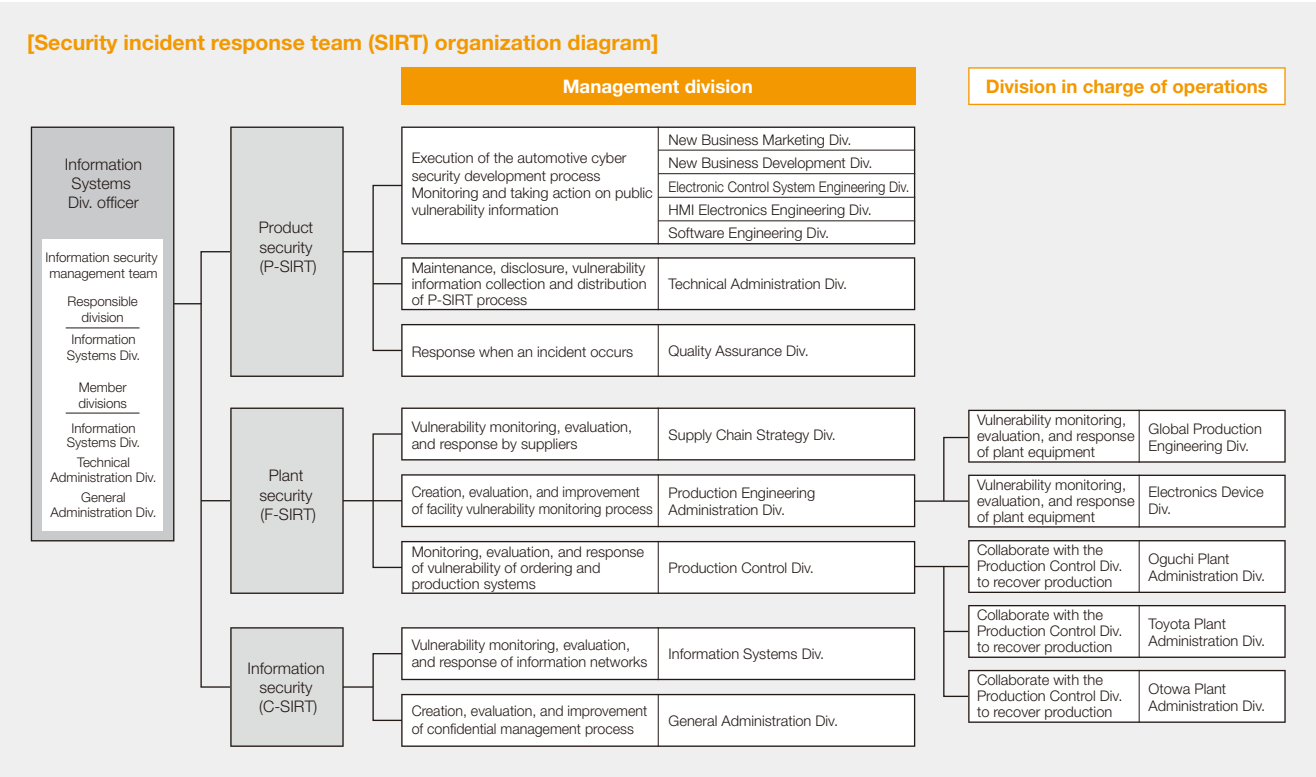 [Security incident response team (SIRT) organization diagram]
Management division
Division in charge of operations
Information
Systems
Div. officer
Information security
management team
Responsible
division
Information
Systems Div.
Member
divisions
Information
Systems Div.
Technical
Administration Div.
General
Administration Div.
Product
security
(P-SIRT)
Execution of the automotive cyber
security development process
Monitoring and taking action on public
vulnerability information
New Business Marketing Div.
New Business Development Div.
Electronic Control System Engineering Div.
HMI Electronics Engineering Div.
Software Engineering Div.
Maintenance, disclosure, vulnerability
information collection and distribution
of P-SIRT process
Technical Administration Div.
Response when an incident occurs
Quality Assurance Div.
Plant
security
(F-SIRT)
Vulnerability monitoring, evaluation,
and response by suppliers
Supply Chain Strategy Div.
Creation, evaluation, and improvement
of facility vulnerability monitoring process
Production Engineering
Administration Div.
Vulnerability monitoring,
evaluation, and response
of plant equipment
Global Production
Engineering Div.
Vulnerability monitoring,
evaluation, and response
of plant equipment
Electronics Device
Div.
Monitoring, evaluation, and response
of vulnerability of ordering and
production systems
Production Control Div.
Collaborate with the
Production Control Div.
to recover production
Oguchi Plant
Administration Div.
Collaborate with the
Production Control Div.
to recover production
Toyota Plant
Administration Div.
Collaborate with the
Production Control Div.
to recover production
Otowa Plant
Administration Div.
Information
security
(C-SIRT)
Vulnerability monitoring, evaluation,
and response of information networks
Information Systems Div.
Creation, evaluation, and improvement
of confidential management process
General Administration Div.